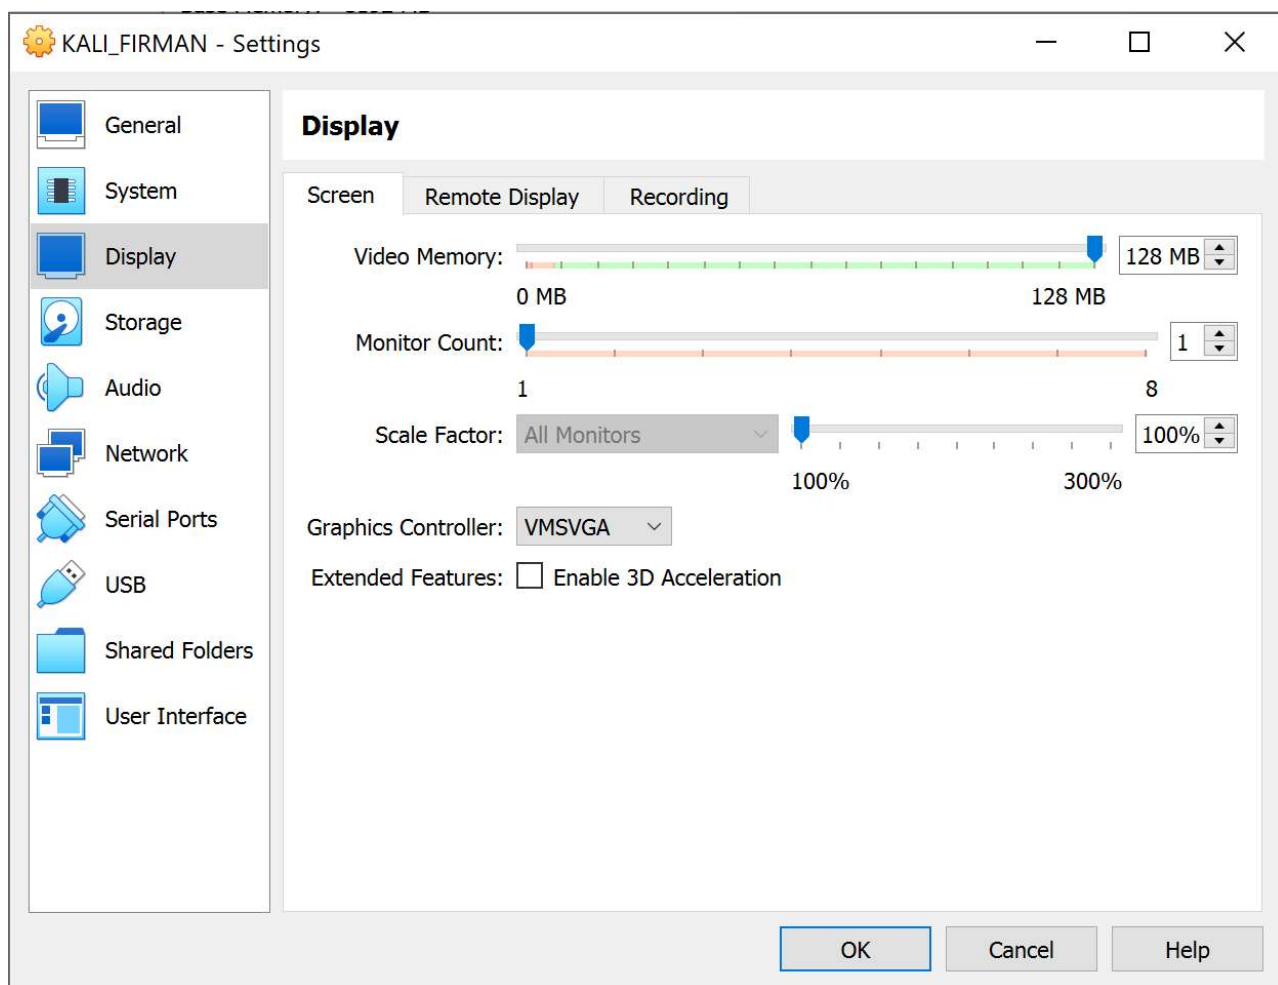 KALI_FIRMAN - Settings
General
System
Display
Storage
Audio
Network
Serial Ports
USB
Shared Folders
User Interface
Display
Screen Remote Display Recording
Video Memory: 128 MB
0 MB 128 MB
Monitor Count: 1
1 8
Scale Factor: All Monitors 100%
100% 300%
Graphics Controller: VMSVGA
Extended Features: Enable 3D Acceleration
OK Cancel Help